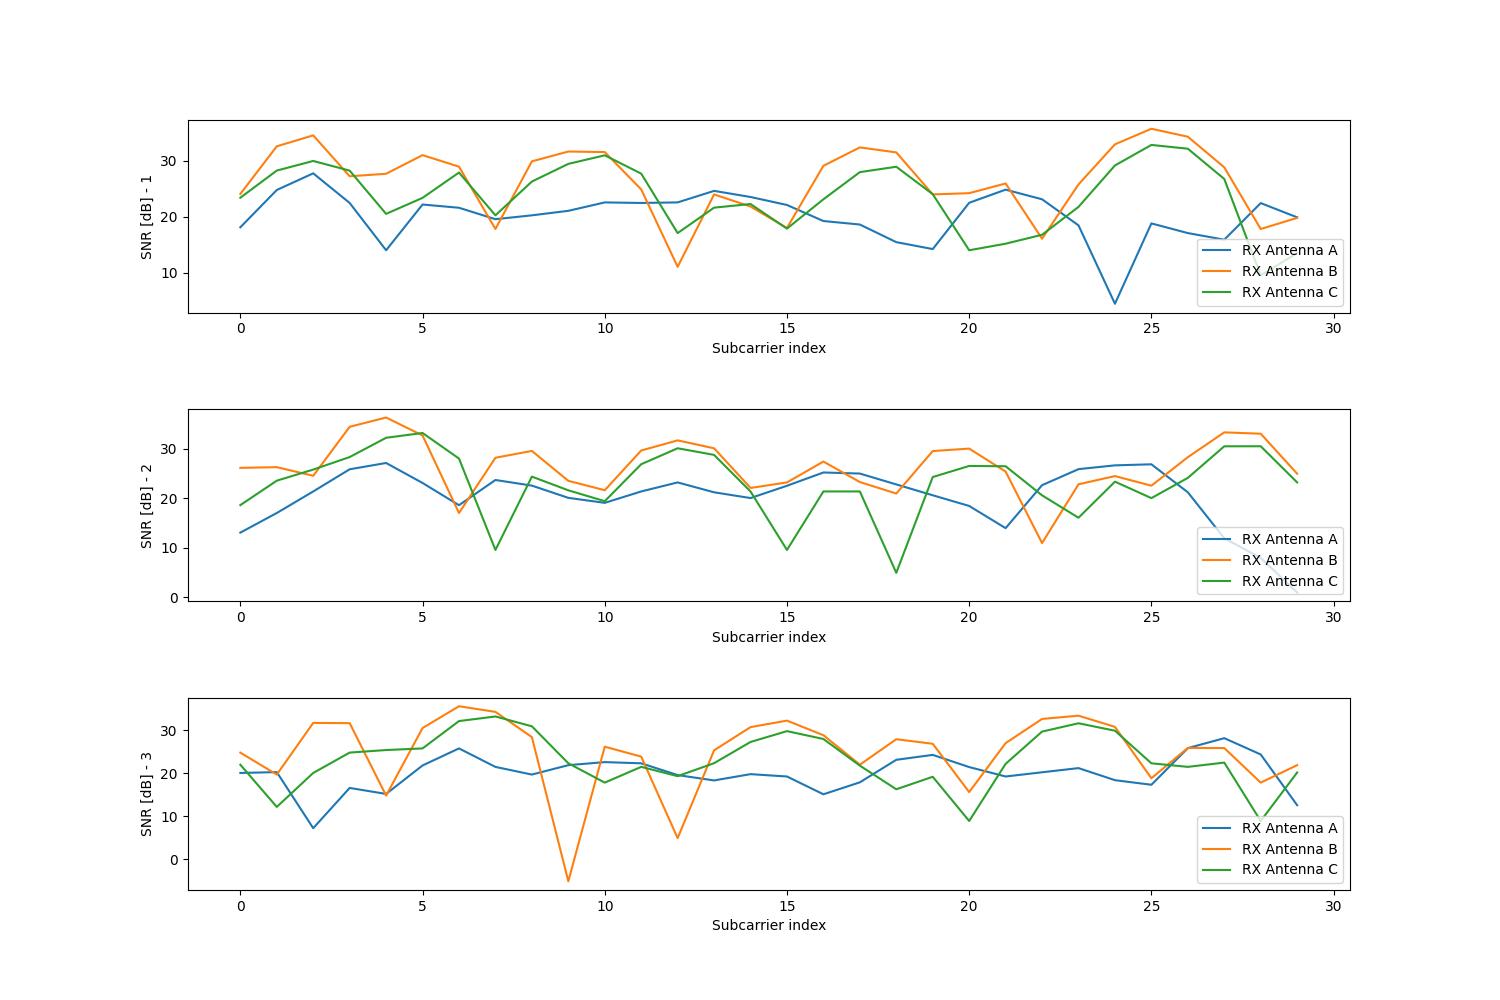 SNR [dB] - 1
30
20
10
0 5 10 15 20 25 30
Subcarrier index
RX Antenna A
RX Antenna B
RX Antenna C
SNR [dB] - 2
30
20
10
0
0 5 10 15 20 25 30
Subcarrier index
RX Antenna A
RX Antenna B
RX Antenna C
SNR [dB] - 3
30
20
10
0
0 5 10 15 20 25 30
Subcarrier index
RX Antenna A
RX Antenna B
RX Antenna C